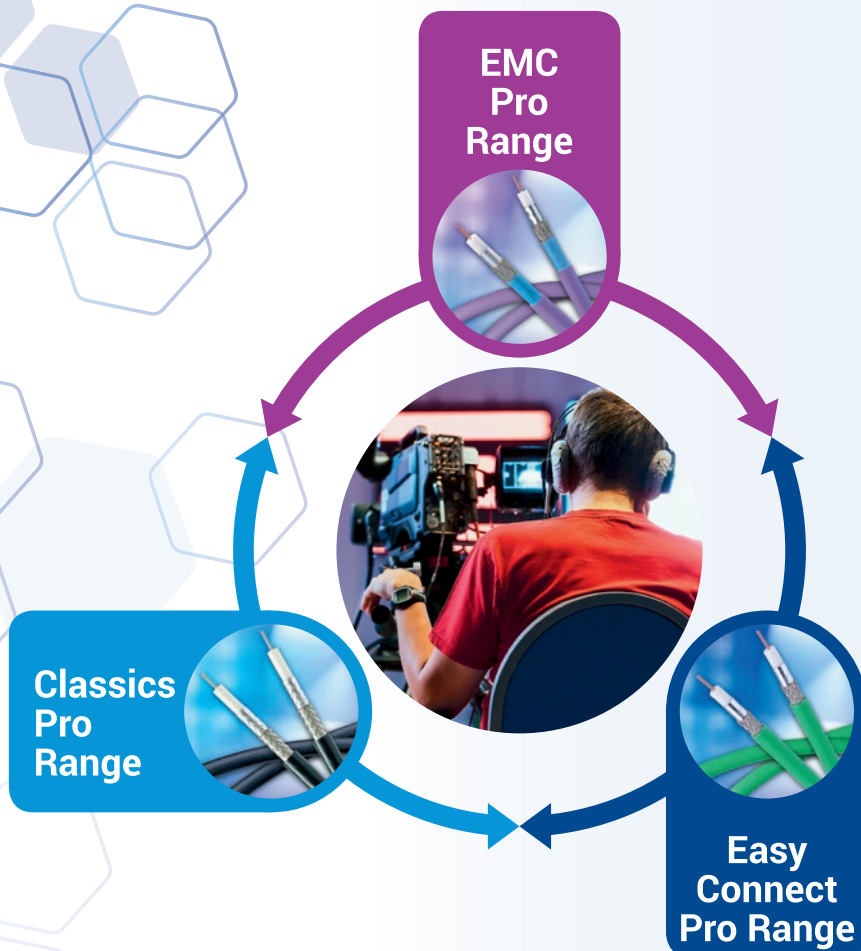 EMC
Pro
Range
Classics
Pro
Range
Easy
Connect
Pro Range